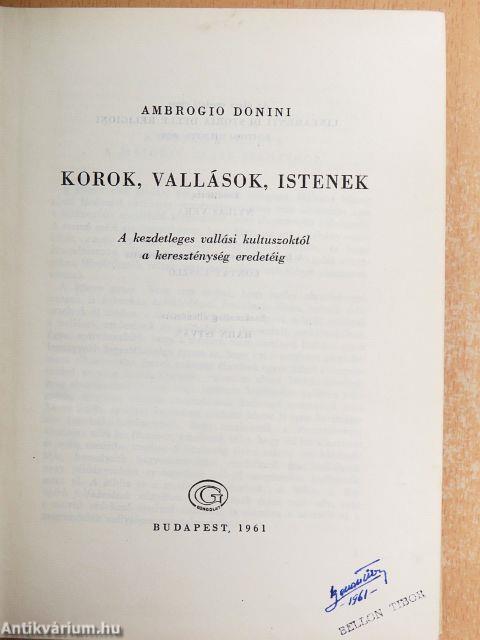 AMBROGIO DONINI
KOROK, VALLÁSOK, ISTENEK
A kezdetleges vallási kultuszoktól
a kereszténység eredetéig
G
GONDOLAT
BUDAPEST, 1961
-1961-
BELLON TIBOR
Antikvárium.hu